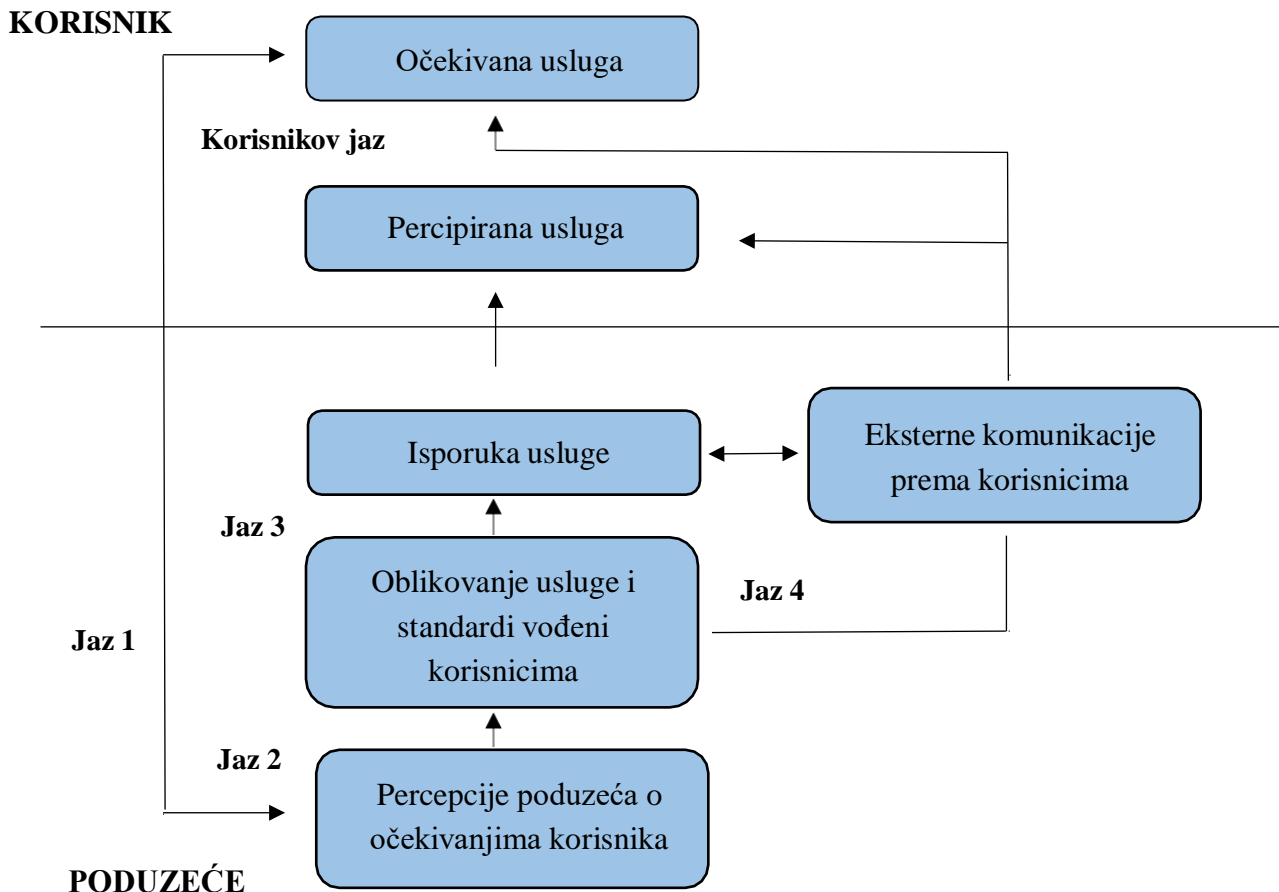 KORISNIK
Očekivana usluga
Korisnikov jaz
Percipirana usluga
Isporuka usluge
Eksterne komunikacije
prema korisnicima
Jaz 3
Oblikovanje usluge i
standardi vođeni
korisnicima
Jaz 4
Jaz 1
Jaz 2
Percepcije poduzeća o
očekivanjima korisnika
PODUZEĆE